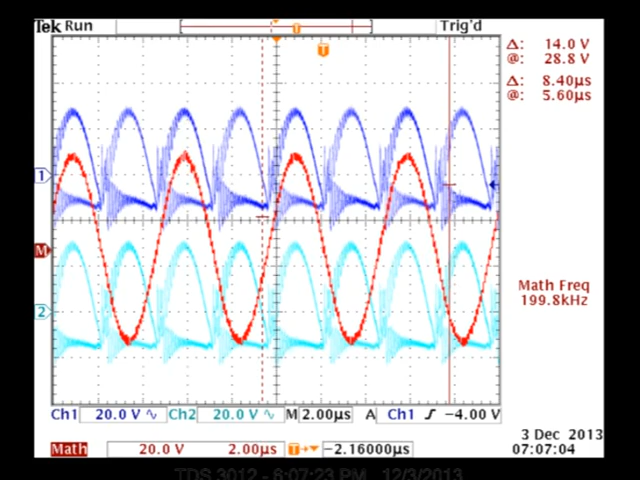 Tek Run Trig'd
T
T
Δ: 14.0 V
@: 28.8 V
Δ: 8.40µs
@: 5.60µs
1
M
2
Math Freq
199.8kHz
Ch1 20.0 V ∿ Ch2 20.0 V ∿ M 2.00µs A Ch1 ƒ −4.00 V
Math 20.0 V 2.00µs T→▼ −2.16000µs
3 Dec 2013
07:07:04
TDS 3012 - 6:07:23 PM 12/3/2013